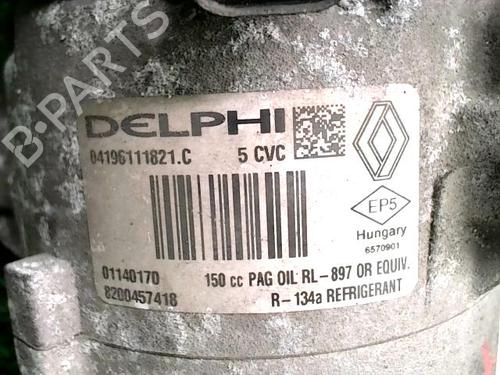 B-PARTS
DELPHI
04196111821.C 5 CVC
EP5
Hungary
6570901
01140170 150 cc PAG OIL RL-897 OR EQUIV.
8200457418 R-134a REFRIGERANT